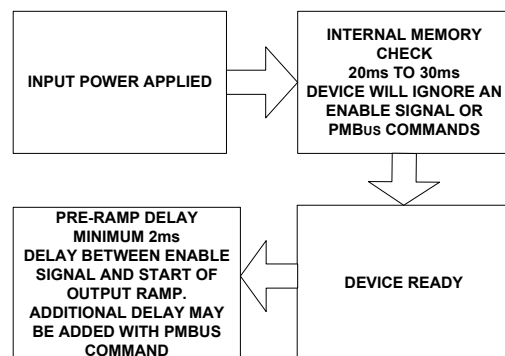 INPUT POWER APPLIED
INTERNAL MEMORY
CHECK
20ms TO 30ms
DEVICE WILL IGNORE AN
ENABLE SIGNAL OR
PMBUS COMMANDS
PRE-RAMP DELAY
MINIMUM 2ms
DELAY BETWEEN ENABLE
SIGNAL AND START OF
OUTPUT RAMP.
ADDITIONAL DELAY MAY
BE ADDED WITH PMBUS
COMMAND
DEVICE READY